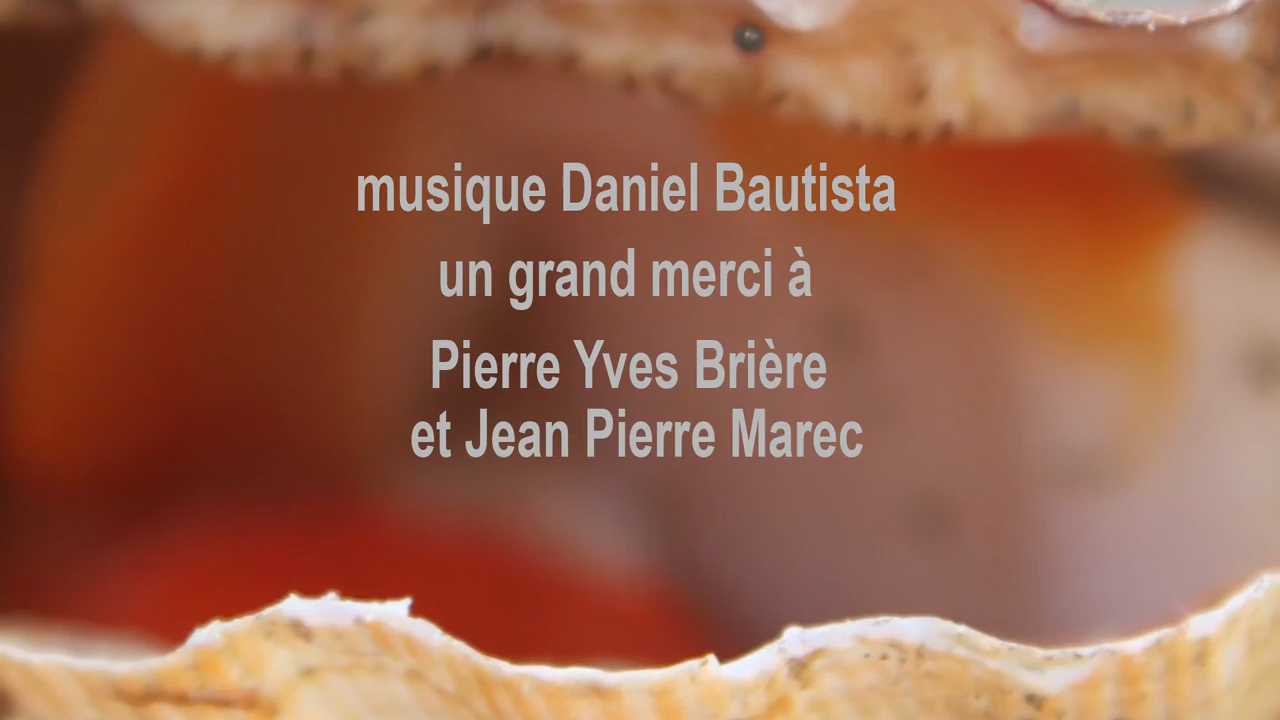 musique Daniel Bautista
un grand merci à
Pierre Yves Brière
et Jean Pierre Marec